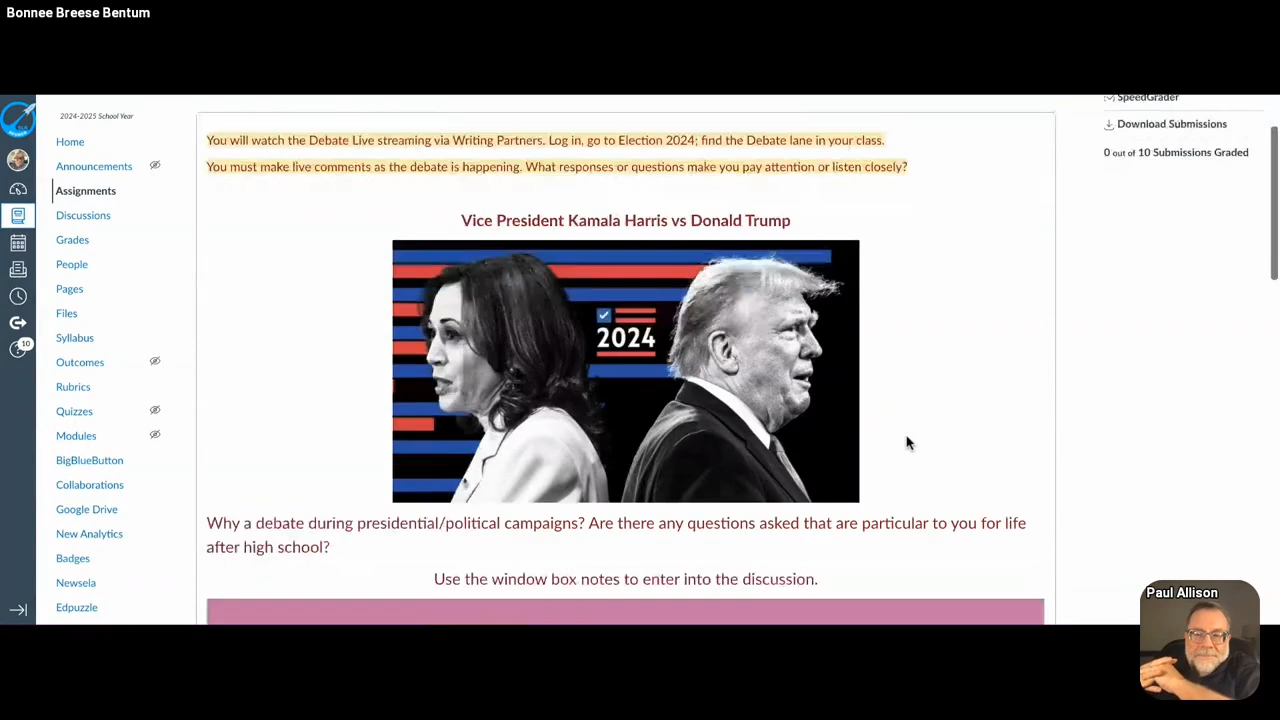 Bonnee Breese Bentum
2024-2025 School Year
Home
Announcements
Assignments
Discussions
Grades
People
Pages
Files
Syllabus
Outcomes
Rubrics
Quizzes
Modules
BigBlueButton
Collaborations
Google Drive
New Analytics
Badges
Newsela
Edpuzzle
10
You will watch the Debate Live streaming via Writing Partners. Log in, go to Election 2024; find the Debate lane in your class.
You must make live comments as the debate is happening. What responses or questions make you pay attention or listen closely?
Vice President Kamala Harris vs Donald Trump
2024
Why a debate during presidential/political campaigns? Are there any questions asked that are particular to you for life
after high school?
Use the window box notes to enter into the discussion.
SpeedGrader
Download Submissions
0 out of 10 Submissions Graded
Paul Allison